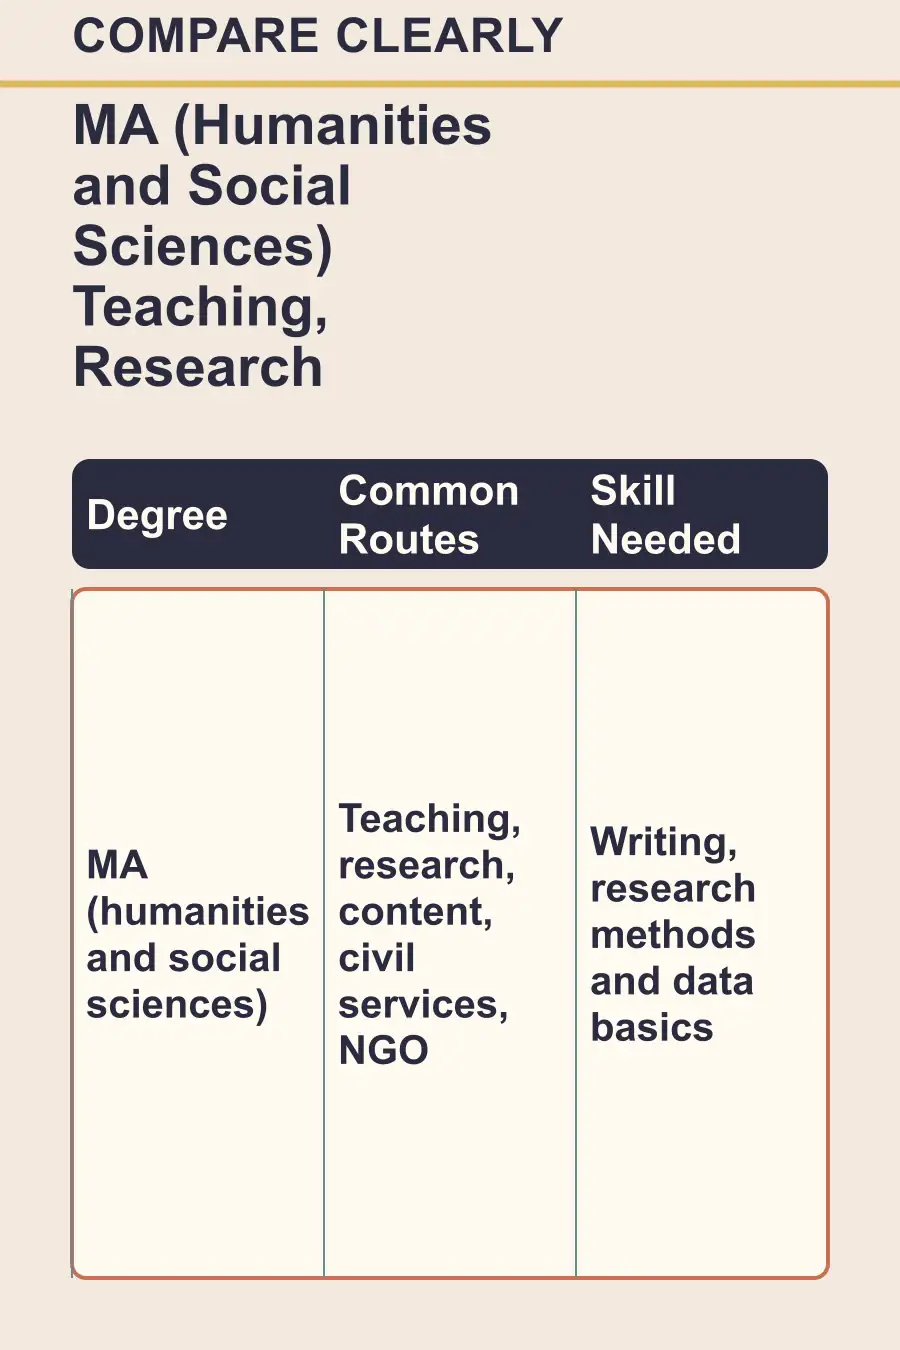 COMPARE CLEARLY
MA (Humanities
and Social
Sciences)
Teaching,
Research
Degree
Common
Routes
Skill
Needed
MA
(humanities
and social
sciences)
Teaching,
research,
content,
civil
services,
NGO
Writing,
research
methods
and data
basics